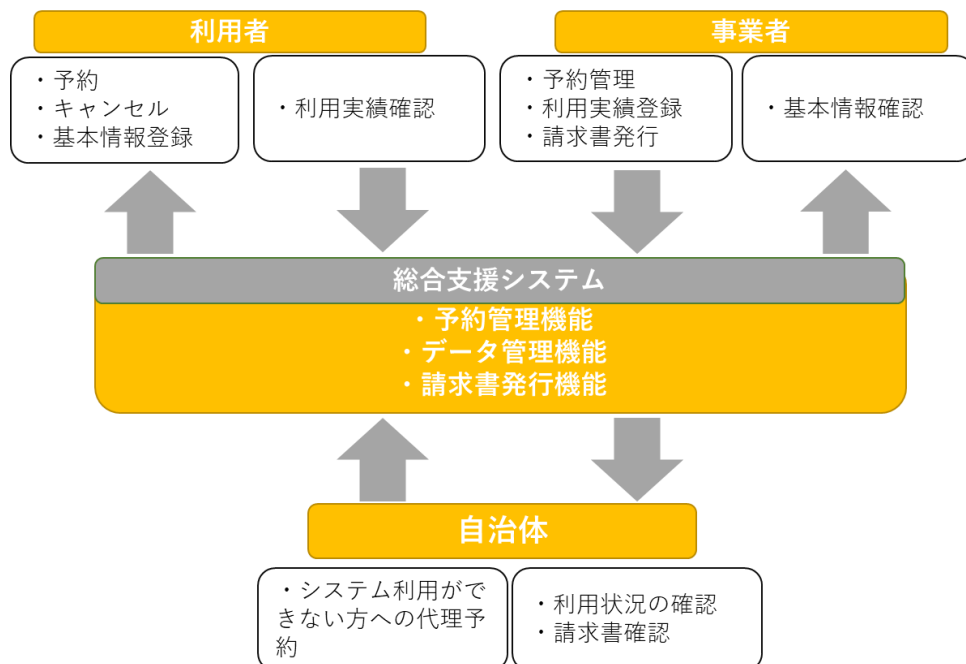 利用者
・予約
・キャンセル
・基本情報登録
・利用実績確認
事業者
・予約管理
・利用実績登録
・請求書発行
・基本情報確認
総合支援システム
・予約管理機能
・データ管理機能
・請求書発行機能
自治体
・システム利用がで
きない方への代理予
約
・利用状況の確認
・請求書確認